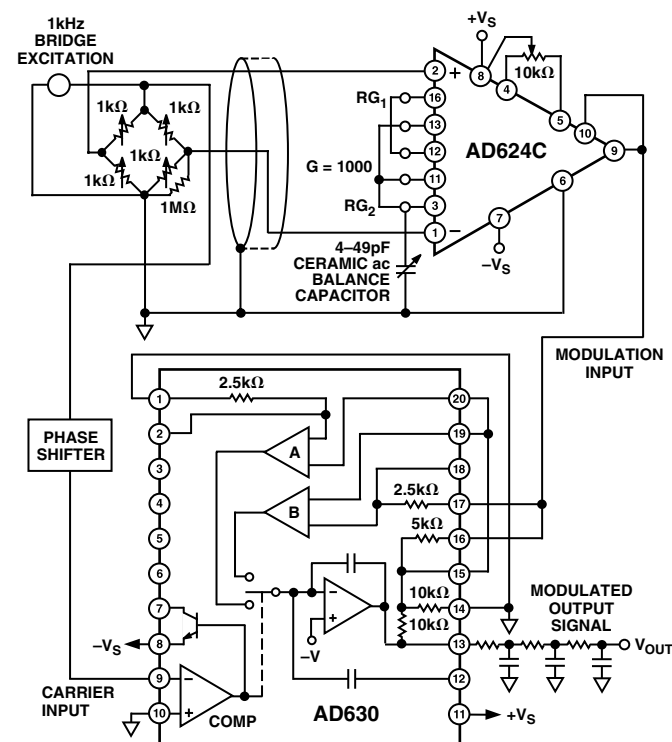 1kHz
BRIDGE
EXCITATION
1kΩ
1kΩ
1kΩ
1kΩ
1MΩ
+VS
10kΩ
2
+
8
4
5
10
9
6
7
16
13
12
11
3
1
–
RG1
G = 1000
RG2
AD624C
–VS
4–49pF
CERAMIC ac
BALANCE
CAPACITOR
MODULATION
INPUT
PHASE
SHIFTER
1
2
3
4
5
6
7
8
9
10
2.5kΩ
A
B
20
19
18
17
16
15
14
13
12
11
2.5kΩ
5kΩ
10kΩ
10kΩ
–
+
–V
–VS
CARRIER
INPUT
–
+
COMP
AD630
MODULATED
OUTPUT
SIGNAL
VOUT
+VS